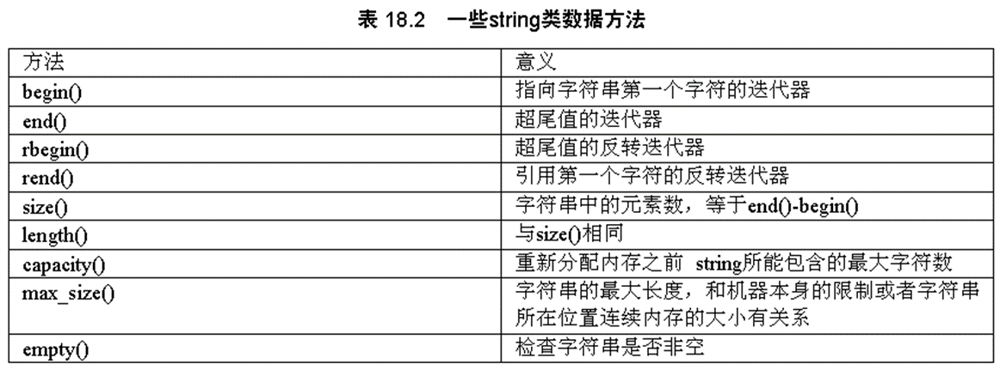 表 18.2 一些string类数据方法
方法 意义
begin() 指向字符串第一个字符的迭代器
end() 超尾值的迭代器
rbegin() 超尾值的反转迭代器
rend() 引用第一个字符的反转迭代器
size() 字符串中的元素数，等于end()-begin()
length() 与size()相同
capacity() 重新分配内存之前 string所能包含的最大字符数
max_size() 字符串的最大长度，和机器本身的限制或者字符串
所在位置连续内存的大小有关系
empty() 检查字符串是否非空